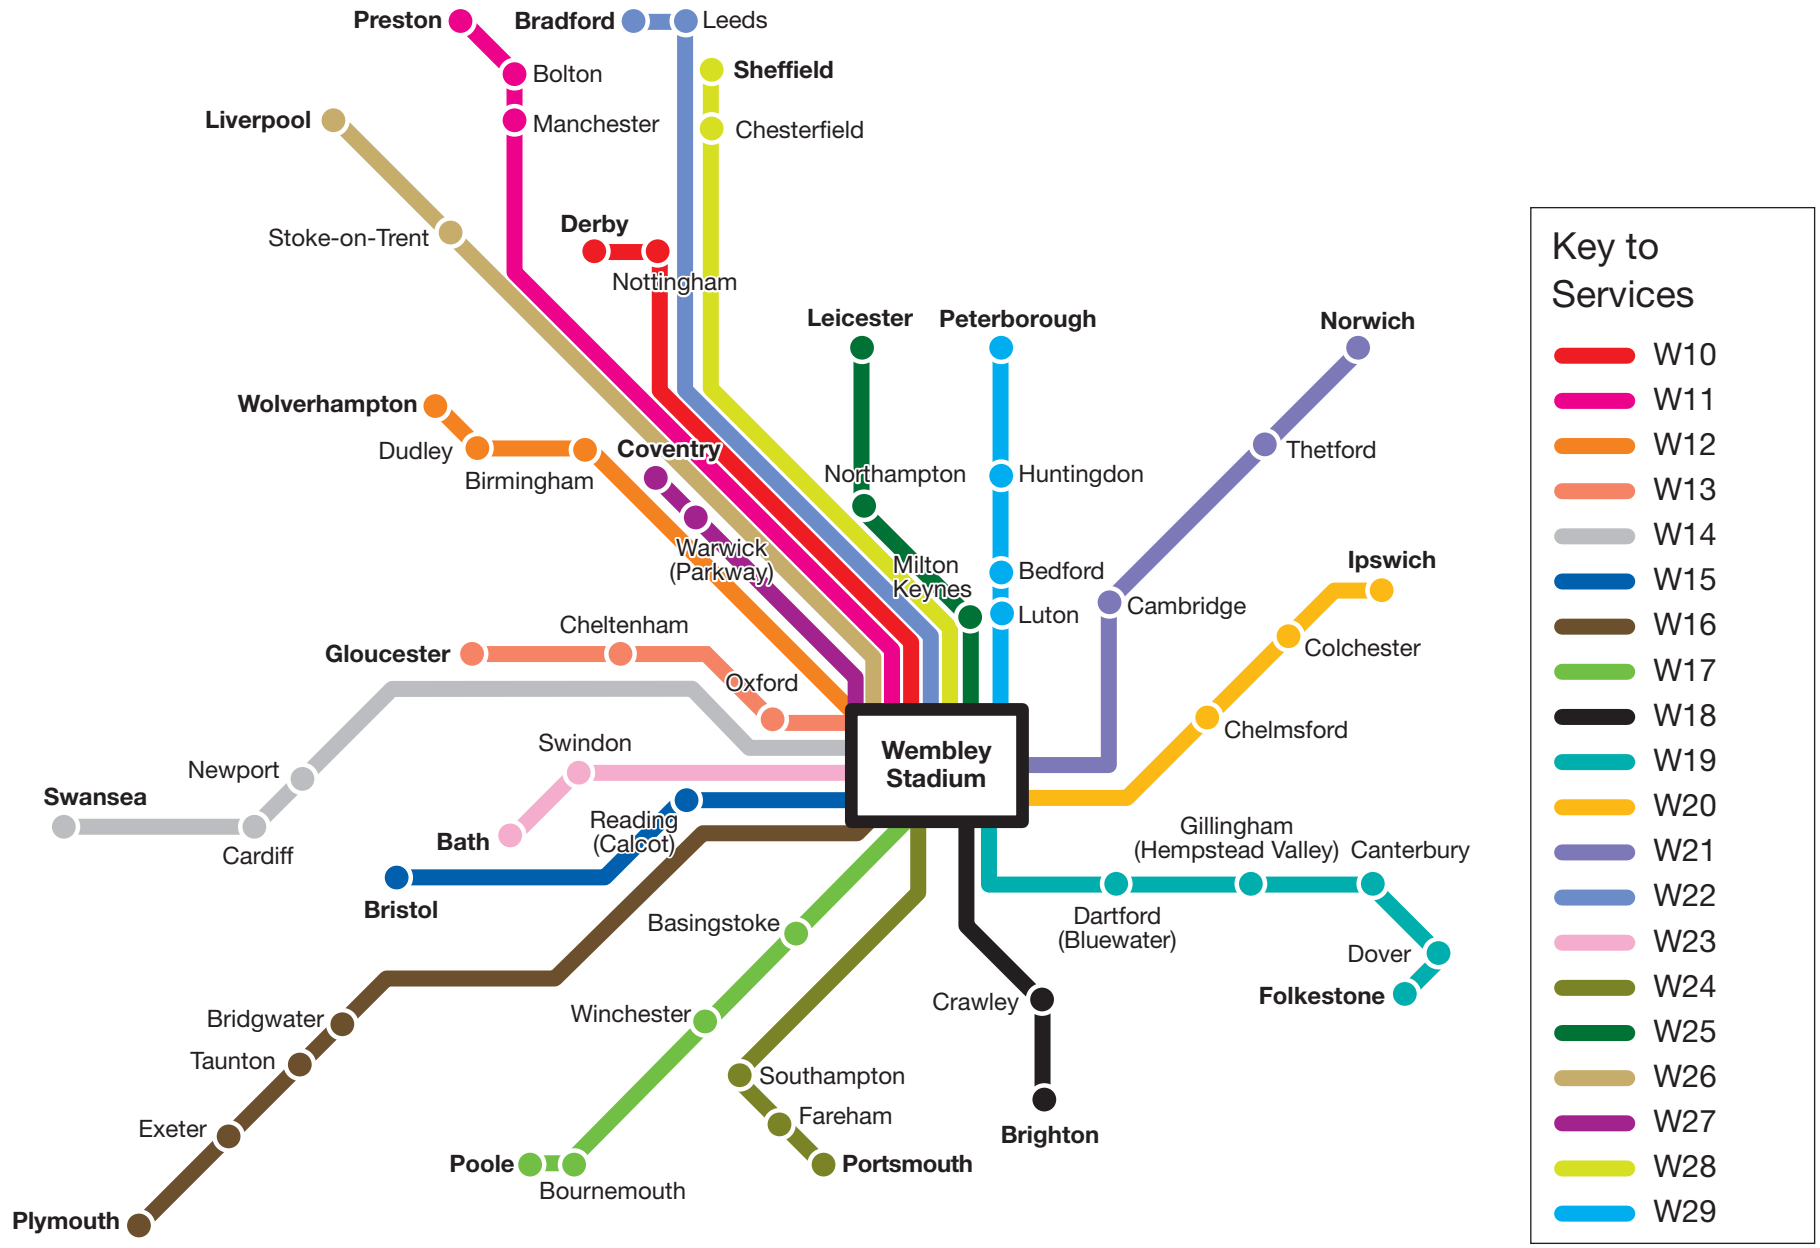 Preston
Bradford
Leeds
Sheffield
Bolton
Manchester
Chesterfield
Liverpool
Stoke-on-Trent
Derby
Nottingham
Leicester
Peterborough
Norwich
Wolverhampton
Dudley
Birmingham
Coventry
Warwick
(Parkway)
Northampton
Huntingdon
Thetford
Milton
Keynes
Bedford
Luton
Cambridge
Ipswich
Colchester
Chelmsford
Cheltenham
Gloucester
Oxford
Newport
Swansea
Cardiff
Swindon
Bath
Reading
(Calcot)
Bristol
Wembley
Stadium
Gillingham
(Hempstead Valley)
Canterbury
Dartford
(Bluewater)
Dover
Folkestone
Basingstoke
Winchester
Crawley
Brighton
Bridgwater
Taunton
Exeter
Plymouth
Southampton
Fareham
Portsmouth
Poole
Bournemouth
Key to
Services
W10
W11
W12
W13
W14
W15
W16
W17
W18
W19
W20
W21
W22
W23
W24
W25
W26
W27
W28
W29